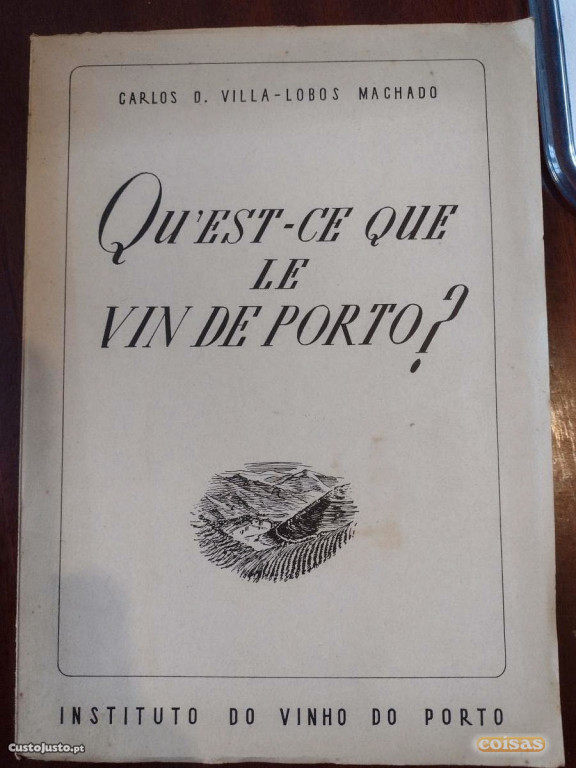 CARLOS D. VILLA-LOBOS MACHADO
QU'EST-CE QUE
LE
VIN DE PORTO?
INSTITUTO DO VINHO DO PORTO
CustoJusto.pt
coisas